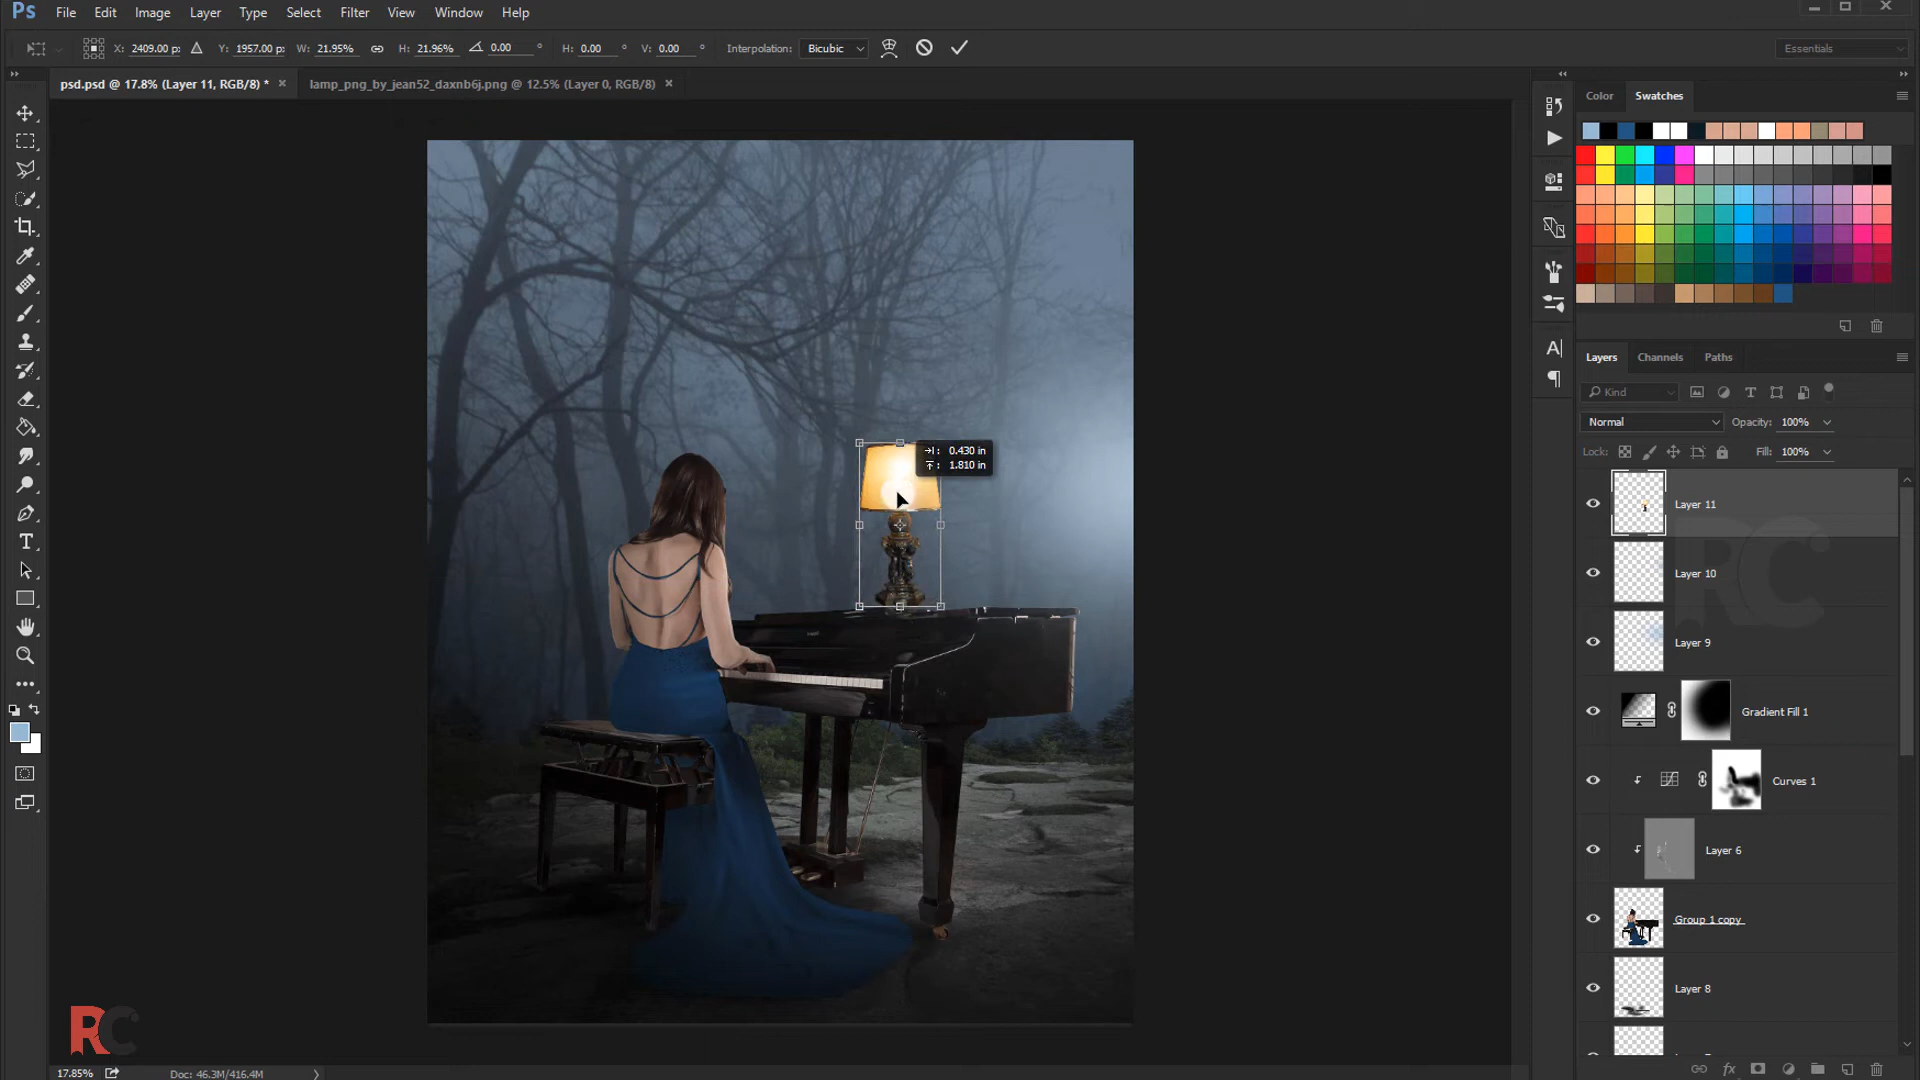 Ps File Edit Image Layer Type Select Filter View Window Help
X: 2409.00 p: Y: 1957.00 p: W: 21.95% H: 21.96% 0.00 ° H: 0.00 ° V: 0.00 ° Interpolation: Bicubic Essentials
psd.psd @ 17.8% (Layer 11, RGB/8) * lamp_png_by_jean52_daxnb6j.png @ 12.5% (Layer 0, RGB/8)
Color Swatches
Layers Channels Paths
Kind
Normal Opacity: 100%
Lock: Fill: 100%
0.430 in
1.810 in
Layer 11
Layer 10
Layer 9
Gradient Fill 1
Curves 1
Layer 6
Group 1 copy
Layer 8
RC
RC
17.85% Doc: 46.3M/416.4M